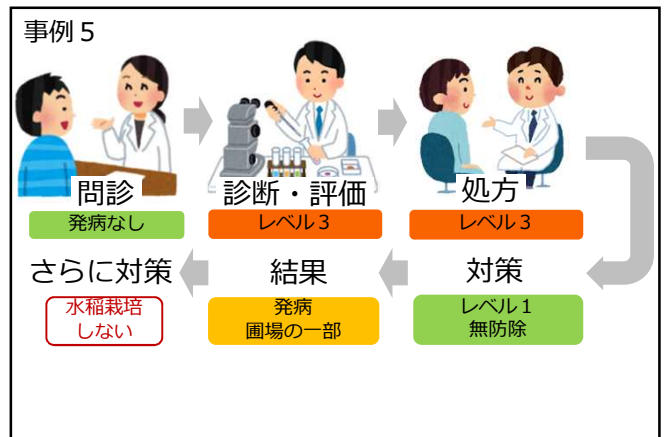 事例5
問診
診断・評価
処方
発病なし
レベル3
レベル3
さらに対策
結果
対策
水稲栽培
しない
発病
圃場の一部
レベル1
無防除